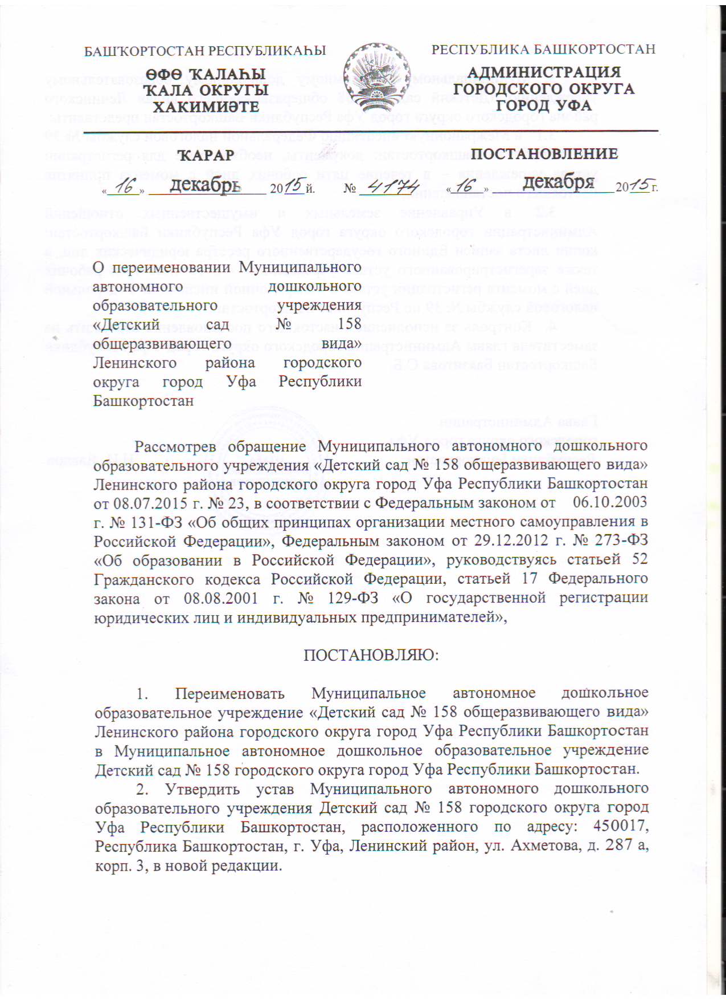 БАШҠОРТОСТАН РЕСПУБЛИКАҺЫ
ӨФӨ ҠАЛАҺЫ
ҠАЛА ОКРУГЫ
ХАКИМИӘТЕ
РЕСПУБЛИКА БАШКОРТОСТАН
АДМИНИСТРАЦИЯ
ГОРОДСКОГО ОКРУГА
ГОРОД УФА
ҠАРАР
ПОСТАНОВЛЕНИЕ
«16» декабрь 2015 й. № 4174 «16» декабря 2015 г.
О переименовании Муниципального
автономного дошкольного
образовательного учреждения
«Детский сад № 158
общеразвивающего вида»
Ленинского района городского
округа город Уфа Республики
Башкортостан
Рассмотрев обращение Муниципального автономного дошкольного
образовательного учреждения «Детский сад № 158 общеразвивающего вида»
Ленинского района городского округа город Уфа Республики Башкортостан
от 08.07.2015 г. № 23, в соответствии с Федеральным законом от 06.10.2003
г. № 131-ФЗ «Об общих принципах организации местного самоуправления в
Российской Федерации», Федеральным законом от 29.12.2012 г. № 273-ФЗ
«Об образовании в Российской Федерации», руководствуясь статьей 52
Гражданского кодекса Российской Федерации, статьей 17 Федерального
закона от 08.08.2001 г. № 129-ФЗ «О государственной регистрации
юридических лиц и индивидуальных предпринимателей»,
ПОСТАНОВЛЯЮ:
1. Переименовать Муниципальное автономное дошкольное
образовательное учреждение «Детский сад № 158 общеразвивающего вида»
Ленинского района городского округа город Уфа Республики Башкортостан
в Муниципальное автономное дошкольное образовательное учреждение
Детский сад № 158 городского округа город Уфа Республики Башкортостан.
2. Утвердить устав Муниципального автономного дошкольного
образовательного учреждения Детский сад № 158 городского округа город
Уфа Республики Башкортостан, расположенного по адресу: 450017,
Республика Башкортостан, г. Уфа, Ленинский район, ул. Ахметова, д. 287 а,
корп. 3, в новой редакции.